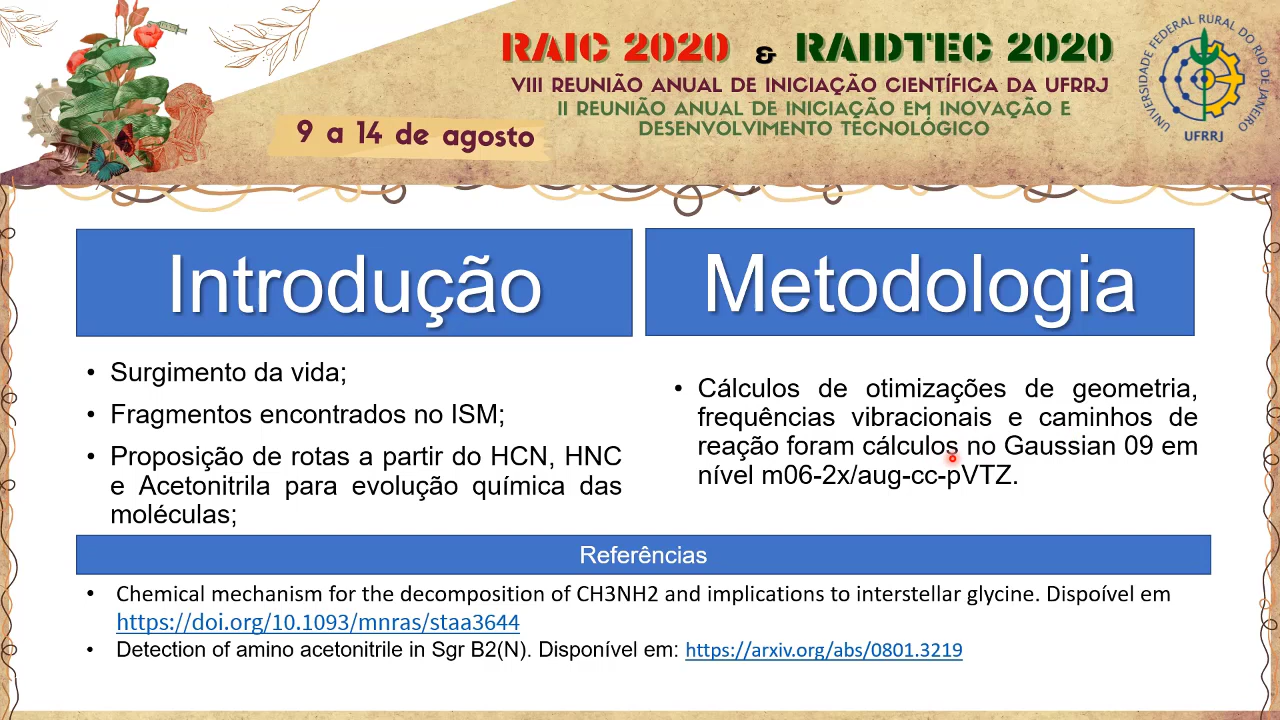 RAIC 2020 & RAIDTEC 2020
VIII REUNIÃO ANUAL DE INICIAÇÃO CIENTÍFICA DA UFRRJ
II REUNIÃO ANUAL DE INICIAÇÃO EM INOVAÇÃO E
DESENVOLVIMENTO TECNOLÓGICO
9 a 14 de agosto
UNIVERSIDADE FEDERAL RURAL DO RIO DE JANEIRO
UFRRJ
Introdução
• Surgimento da vida;
• Fragmentos encontrados no ISM;
• Proposição de rotas a partir do HCN, HNC
e Acetonitrila para evolução química das
moléculas;
Metodologia
• Cálculos de otimizações de geometria,
frequências vibracionais e caminhos de
reação foram cálculos no Gaussian 09 em
nível m06-2x/aug-cc-pVTZ.
Referências
• Chemical mechanism for the decomposition of CH3NH2 and implications to interstellar glycine. Dispoível em
https://doi.org/10.1093/mnras/staa3644
• Detection of amino acetonitrile in Sgr B2(N). Disponível em: https://arxiv.org/abs/0801.3219